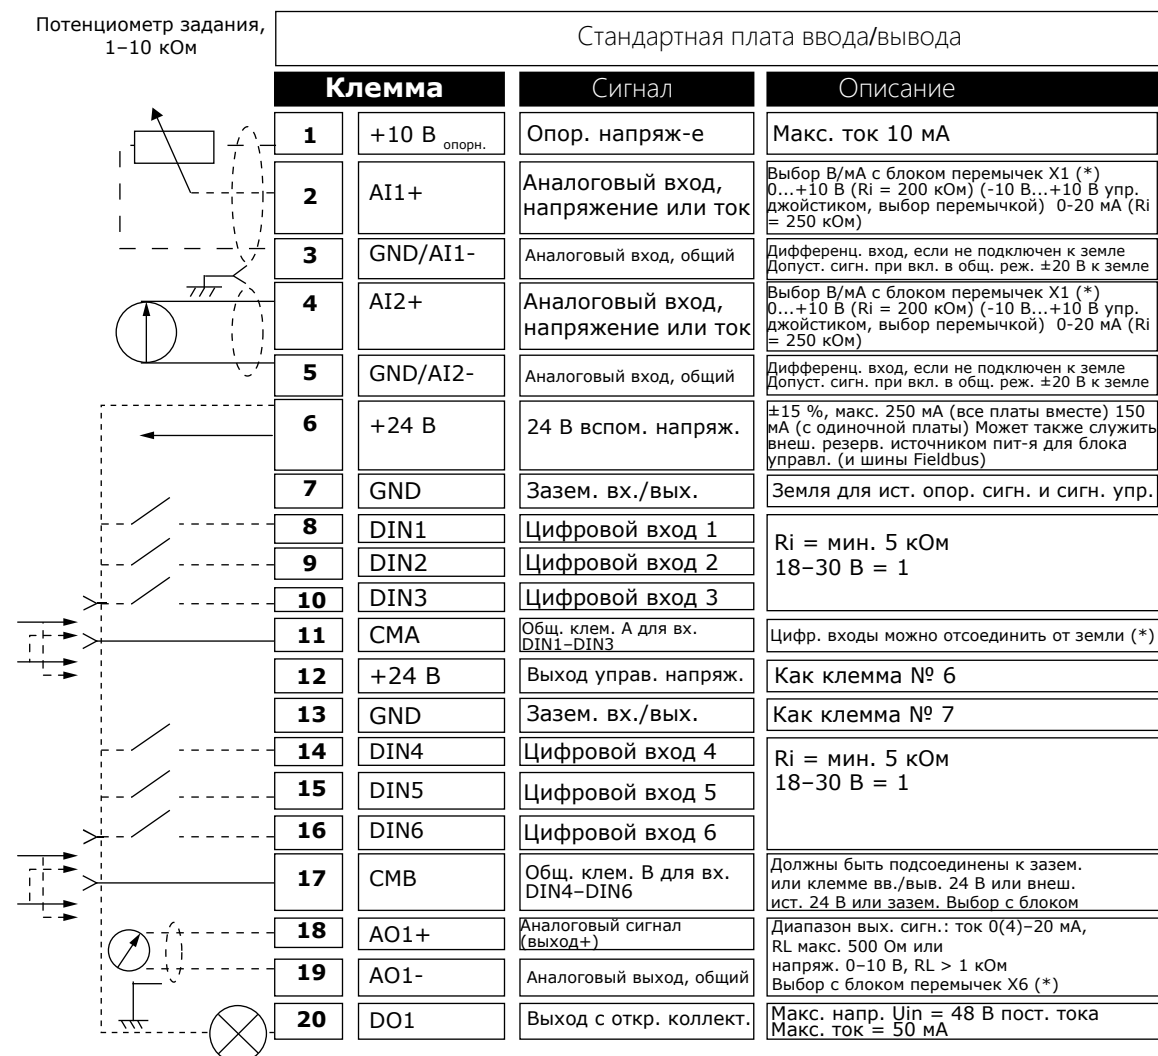 Потенциометр задания,
1–10 кОм
Стандартная плата ввода/вывода
Клемма Сигнал Описание
1 +10 В опорн. Опор. напряж-е Макс. ток 10 мА
2 AI1+ Аналоговый вход,
напряжение или ток
Выбор В/мА с блоком перемычек X1 (*)
0...+10 В (Ri = 200 кОм) (-10 В...+10 В упр.
джойстиком, выбор перемычкой) 0-20 мА (Ri
= 250 кОм)
3 GND/AI1- Аналоговый вход, общий
Дифференц. вход, если не подключен к земле
Допуст. сигн. при вкл. в общ. реж. ±20 В к земле
4 AI2+ Аналоговый вход,
напряжение или ток
Выбор В/мА с блоком перемычек X1 (*)
0...+10 В (Ri = 200 кОм) (-10 В...+10 В упр.
джойстиком, выбор перемычкой) 0-20 мА (Ri
= 250 кОм)
5 GND/AI2- Аналоговый вход, общий
Дифференц. вход, если не подключен к земле
Допуст. сигн. при вкл. в общ. реж. ±20 В к земле
6 +24 В 24 В вспом. напряж.
±15 %, макс. 250 мА (все платы вместе) 150
мА (с одиночной платы) Может также служить
внеш. резерв. источником пит-я для блока
управл. (и шины Fieldbus)
7 GND Зазем. вх./вых. Земля для ист. опор. сигн. и сигн. упр.
8 DIN1 Цифровой вход 1
9 DIN2 Цифровой вход 2
10 DIN3 Цифровой вход 3
Ri = мин. 5 кОм
18–30 В = 1
11 CMA Общ. клем. А для вх.
DIN1–DIN3
Цифр. входы можно отсоединить от земли (*)
12 +24 В Выход управ. напряж. Как клемма № 6
13 GND Зазем. вх./вых. Как клемма № 7
14 DIN4 Цифровой вход 4
15 DIN5 Цифровой вход 5
16 DIN6 Цифровой вход 6
Ri = мин. 5 кОм
18–30 В = 1
17 CMB Общ. клем. В для вх.
DIN4–DIN6
Должны быть подсоединены к зазем.
или клемме вв./выв. 24 В или внеш.
ист. 24 В или зазем. Выбор с блоком
18 AO1+ Аналоговый сигнал
(выход+)
19 AO1- Аналоговый выход, общий
Диапазон вых. сигн.: ток 0(4)–20 мА,
RL макс. 500 Ом или
напряж. 0–10 В, RL > 1 кОм
Выбор с блоком перемычек X6 (*)
20 DO1 Выход с откр. коллект.
Макс. напр. Uin = 48 В пост. тока
Макс. ток = 50 мА